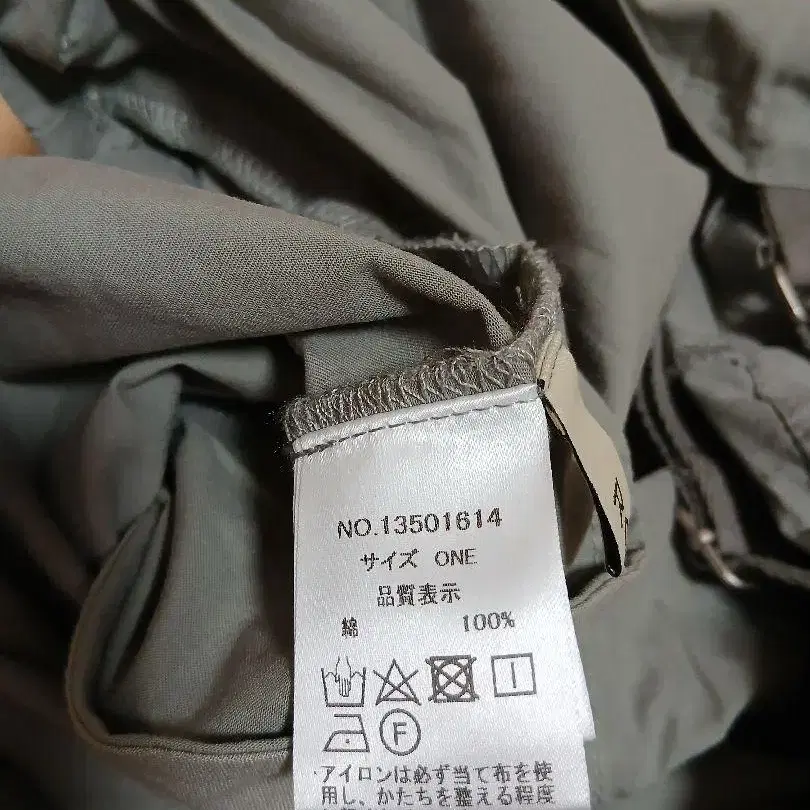 NO.13501614
サイズ ONE
品質表示
綿 100%
F
・アイロンは必ず当て布を使
用し、かたちを整える程度